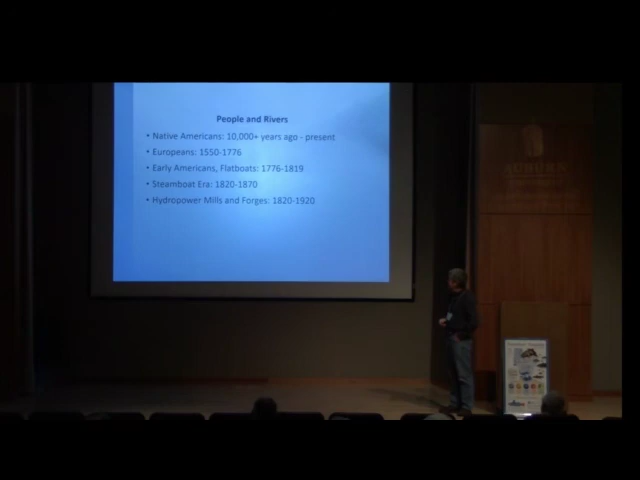 People and Rivers
• Native Americans: 10,000+ years ago - present
• Europeans: 1550-1776
• Early Americans, Flatboats: 1776-1819
• Steamboat Era: 1820-1870
• Hydropower Mills and Forges: 1820-1920
AUBURN